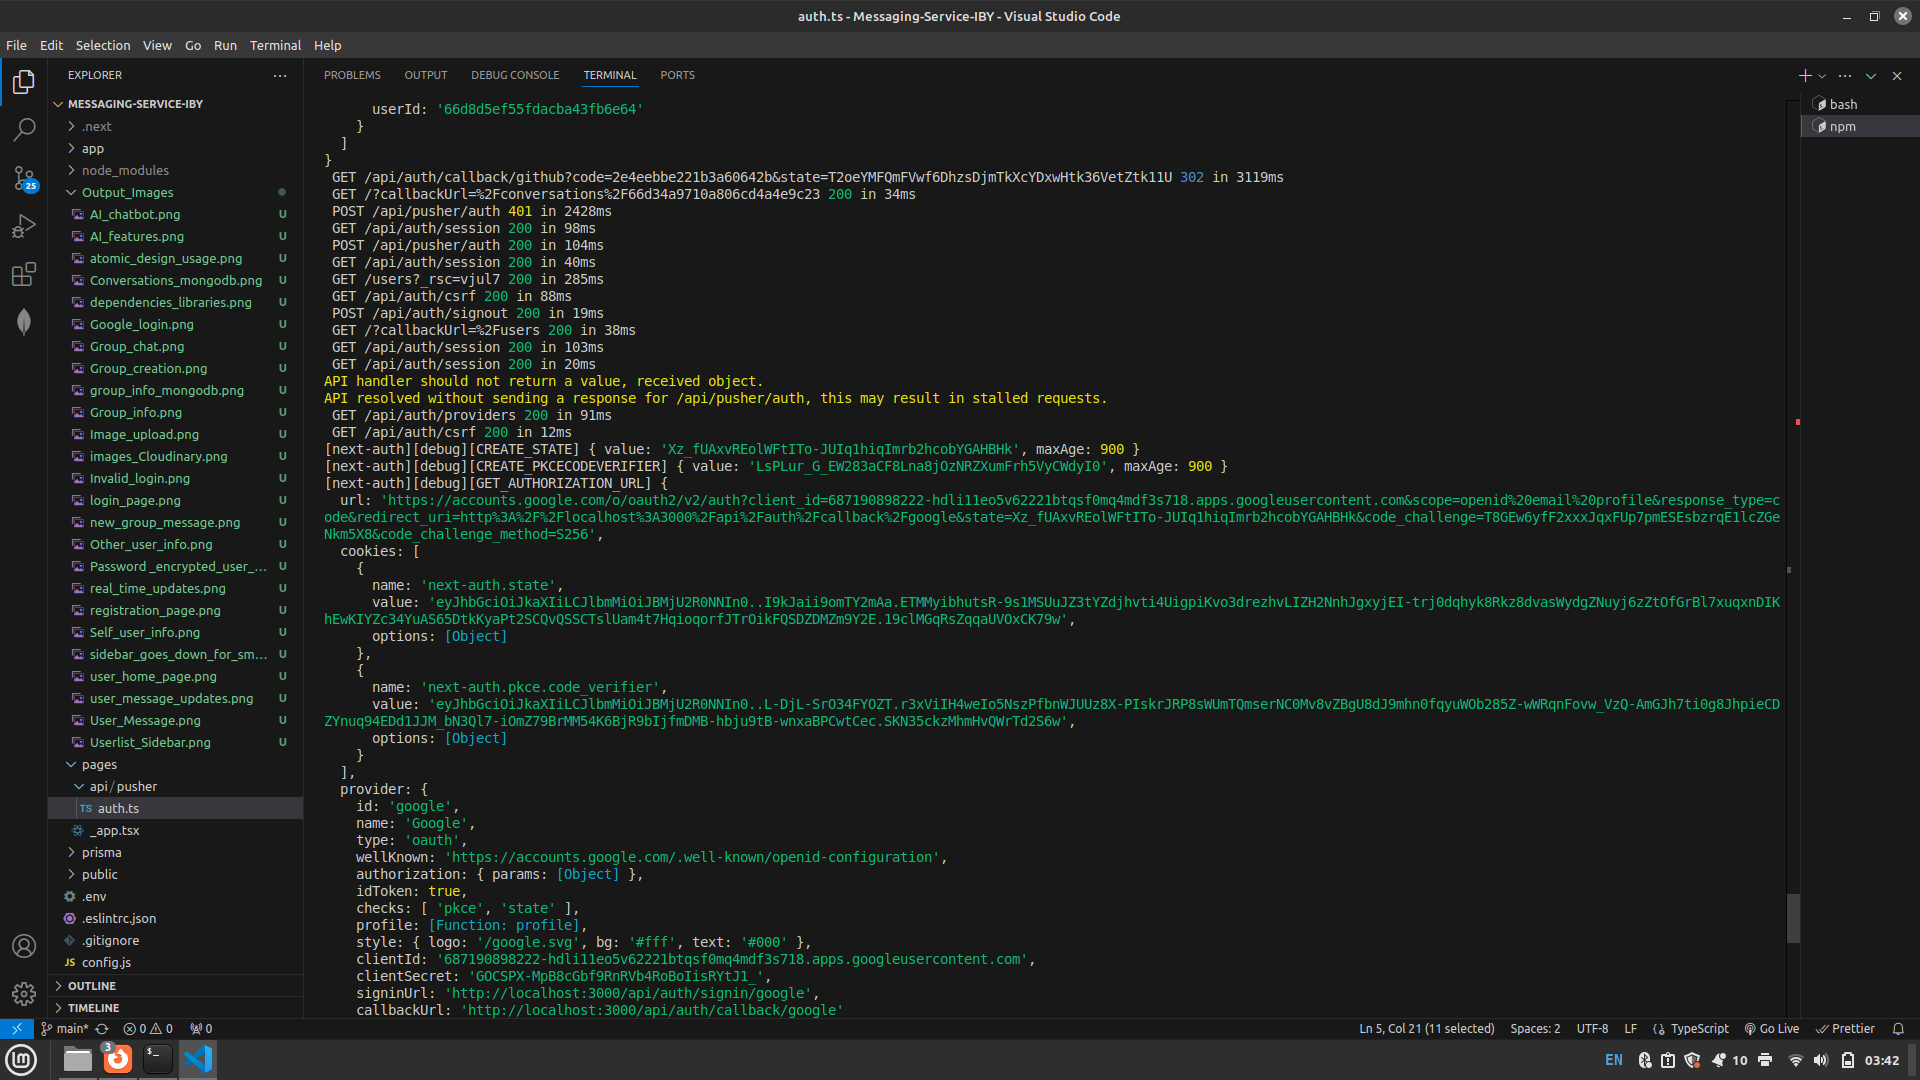 auth.ts - Messaging-Service-IBY - Visual Studio Code
File Edit Selection View Go Run Terminal Help
EXPLORER
MESSAGING-SERVICE-IBY
.next
app
node_modules
Output_Images
AI_chatbot.png U
AI_features.png U
atomic_design_usage.png U
Conversations_mongodb.png U
dependencies_libraries.png U
Google_login.png U
Group_chat.png U
Group_creation.png U
group_info_mongodb.png U
Group_info.png U
Image_upload.png U
images_Cloudinary.png U
Invalid_login.png U
login_page.png U
new_group_message.png U
Other_user_info.png U
Password _encrypted_user_... U
real_time_updates.png U
registration_page.png U
Self_user_info.png U
sidebar_goes_down_for_sm... U
user_home_page.png U
user_message_updates.png U
User_Message.png U
Userlist_Sidebar.png U
pages
api/pusher
TS auth.ts
_app.tsx
prisma
public
.env
.eslintrc.json
.gitignore
JS config.js
OUTLINE
TIMELINE
25
PROBLEMS OUTPUT DEBUG CONSOLE TERMINAL PORTS
userId: '66d8d5ef55fdacba43fb6e64'
}
]
}
GET /api/auth/callback/github?code=2e4eebbe221b3a60642b&state=T2oeYMFQmFVwf6DhzsDjmTkXcYDxwHtk36VetZtk11U 302 in 3119ms
GET /?callbackUrl=%2Fconversations%2F66d34a9710a806cd4a4e9c23 200 in 34ms
POST /api/pusher/auth 401 in 2428ms
GET /api/auth/session 200 in 98ms
POST /api/pusher/auth 200 in 104ms
GET /api/auth/session 200 in 40ms
GET /users?_rsc=vjul7 200 in 285ms
GET /api/auth/csrf 200 in 88ms
POST /api/auth/signout 200 in 19ms
GET /?callbackUrl=%2Fusers 200 in 38ms
GET /api/auth/session 200 in 103ms
GET /api/auth/session 200 in 20ms
API handler should not return a value, received object.
API resolved without sending a response for /api/pusher/auth, this may result in stalled requests.
GET /api/auth/providers 200 in 91ms
GET /api/auth/csrf 200 in 12ms
[next-auth][debug][CREATE_STATE] { value: 'Xz_fUAxvREolWFtITo-JUIq1hiqImrb2hcobYGAHBHk', maxAge: 900 }
[next-auth][debug][CREATE_PKCECODEVERIFIER] { value: 'LsPLur_G_EW283aCF8Lna8jOzNRZXumFrh5VyCWdyI0', maxAge: 900 }
[next-auth][debug][GET_AUTHORIZATION_URL] {
url: 'https://accounts.google.com/o/oauth2/v2/auth?client_id=687190898222-hdli11eo5v62221btqsf0mq4mdf3s718.apps.googleusercontent.com&scope=openid%20email%20profile&response_type=c
ode&redirect_uri=http%3A%2F%2Flocalhost%3A3000%2Fapi%2Fauth%2Fcallback%2Fgoogle&state=Xz_fUAxvREolWFtITo-JUIq1hiqImrb2hcobYGAHBHk&code_challenge=T8GEw6yfF2xxxJqxFUp7pmESEsbzrqE1lcZGe
Nkm5X8&code_challenge_method=S256',
cookies: [
{
name: 'next-auth.state',
value: 'eyJhbGciOiJkaXIiLCJlbmMiOiJBMjU2R0NNIn0..I9kJaii9omTY2mAa.ETMMyibhutsR-9s1MSUuJZ3tYZdjhvti4UigpiKvo3drezhvLIZH2NnhJgxyjEI-trj0dqhyk8Rkz8dvasWydgZNuyj6zZtOfGrBl7xuqxnDIK
hEwKIYZc34YuAS65DtkKyaPt2SCQvQSSCTslUam4t7HqioqorfJTrOikFQSDZDMZm9Y2E.19clMGqRsZqqaUVOxCK79w',
options: [Object]
},
{
name: 'next-auth.pkce.code_verifier',
value: 'eyJhbGciOiJkaXIiLCJlbmMiOiJBMjU2R0NNIn0..L-DjL-SrO34FYOZT.r3xViIH4weIo5NszPfbnWJUUz8X-PIskrJRP8sWUmTQmserNC0Mv8vZBgU8dJ9mhn0fqyuWOb285Z-wWRqnFovw_VzQ-AmGJh7ti0g8JhpieCD
ZYnuq94EDd1JJM_bN3Ql7-iOmZ79BrMM54K6BjR9bIjfmDMB-hbju9tB-wnxaBPCwtCec.SKN35ckzMhmHvQWrTd2S6w',
options: [Object]
}
],
provider: {
id: 'google',
name: 'Google',
type: 'oauth',
wellKnown: 'https://accounts.google.com/.well-known/openid-configuration',
authorization: { params: [Object] },
idToken: true,
checks: [ 'pkce', 'state' ],
profile: [Function: profile],
style: { logo: '/google.svg', bg: '#fff', text: '#000' },
clientId: '687190898222-hdli11eo5v62221btqsf0mq4mdf3s718.apps.googleusercontent.com',
clientSecret: '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',
signinUrl: 'http://localhost:3000/api/auth/signin/google',
callbackUrl: 'http://localhost:3000/api/auth/callback/google'
bash
npm
main* 0 0 0
Ln 5, Col 21 (11 selected) Spaces: 2 UTF-8 LF TypeScript Go Live Prettier
3
EN 10 03:42